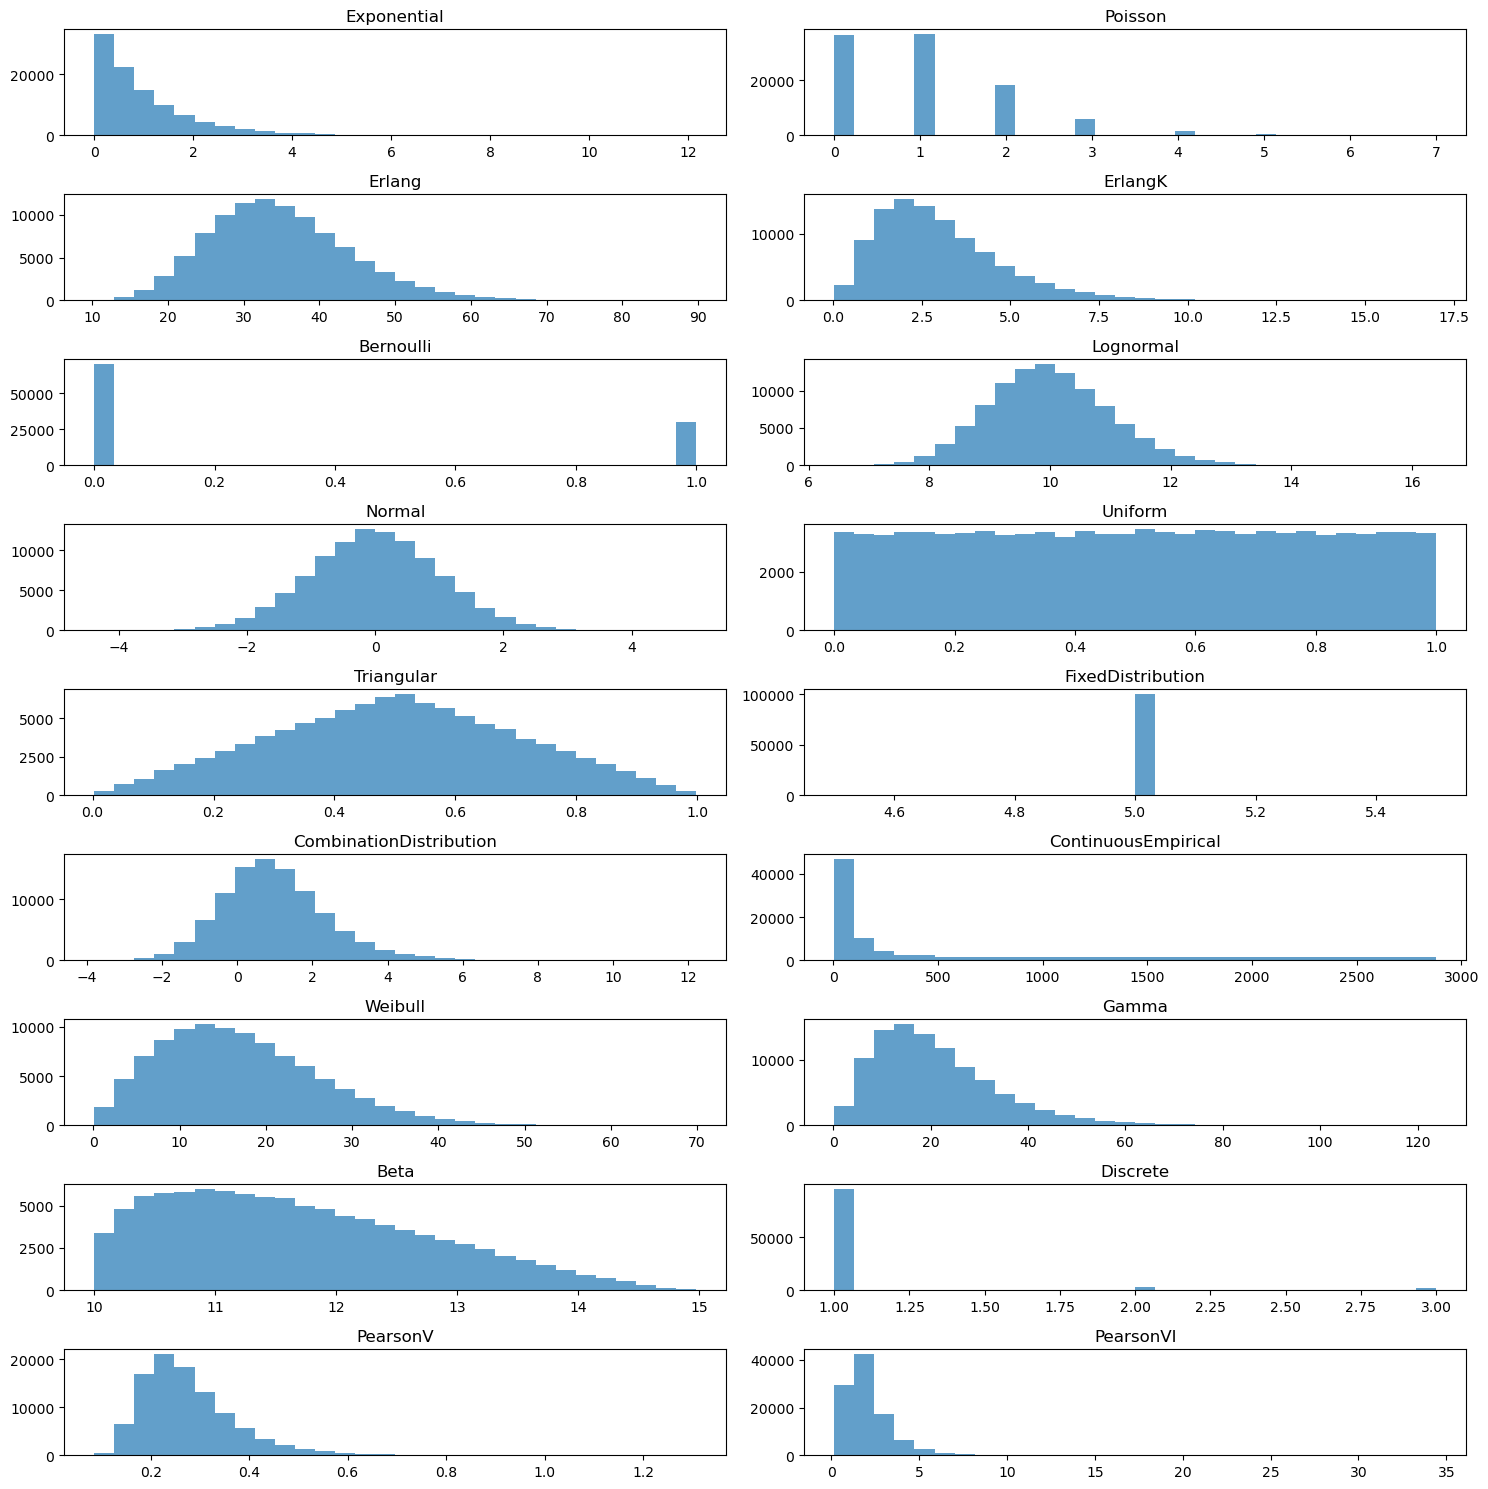 Exponential
20000
0
0 2 4 6 8 10 12
Poisson
20000
0
0 1 2 3 4 5 6 7
Erlang
10000
5000
0
10 20 30 40 50 60 70 80 90
ErlangK
10000
0
0.0 2.5 5.0 7.5 10.0 12.5 15.0 17.5
Bernoulli
50000
25000
0
0.0 0.2 0.4 0.6 0.8 1.0
Lognormal
10000
5000
0
6 8 10 12 14 16
Normal
10000
5000
0
−4 −2 0 2 4
Uniform
2000
0
0.0 0.2 0.4 0.6 0.8 1.0
Triangular
5000
2500
0
0.0 0.2 0.4 0.6 0.8 1.0
FixedDistribution
100000
50000
0
4.6 4.8 5.0 5.2 5.4
CombinationDistribution
10000
0
−4 −2 0 2 4 6 8 10 12
ContinuousEmpirical
40000
20000
0
0 500 1000 1500 2000 2500 3000
Weibull
10000
5000
0
0 10 20 30 40 50 60 70
Gamma
10000
0
0 20 40 60 80 100 120
Beta
5000
2500
0
10 11 12 13 14 15
Discrete
50000
0
1.00 1.25 1.50 1.75 2.00 2.25 2.50 2.75 3.00
PearsonV
20000
10000
0
0.2 0.4 0.6 0.8 1.0 1.2
PearsonVI
40000
20000
0
0 5 10 15 20 25 30 35